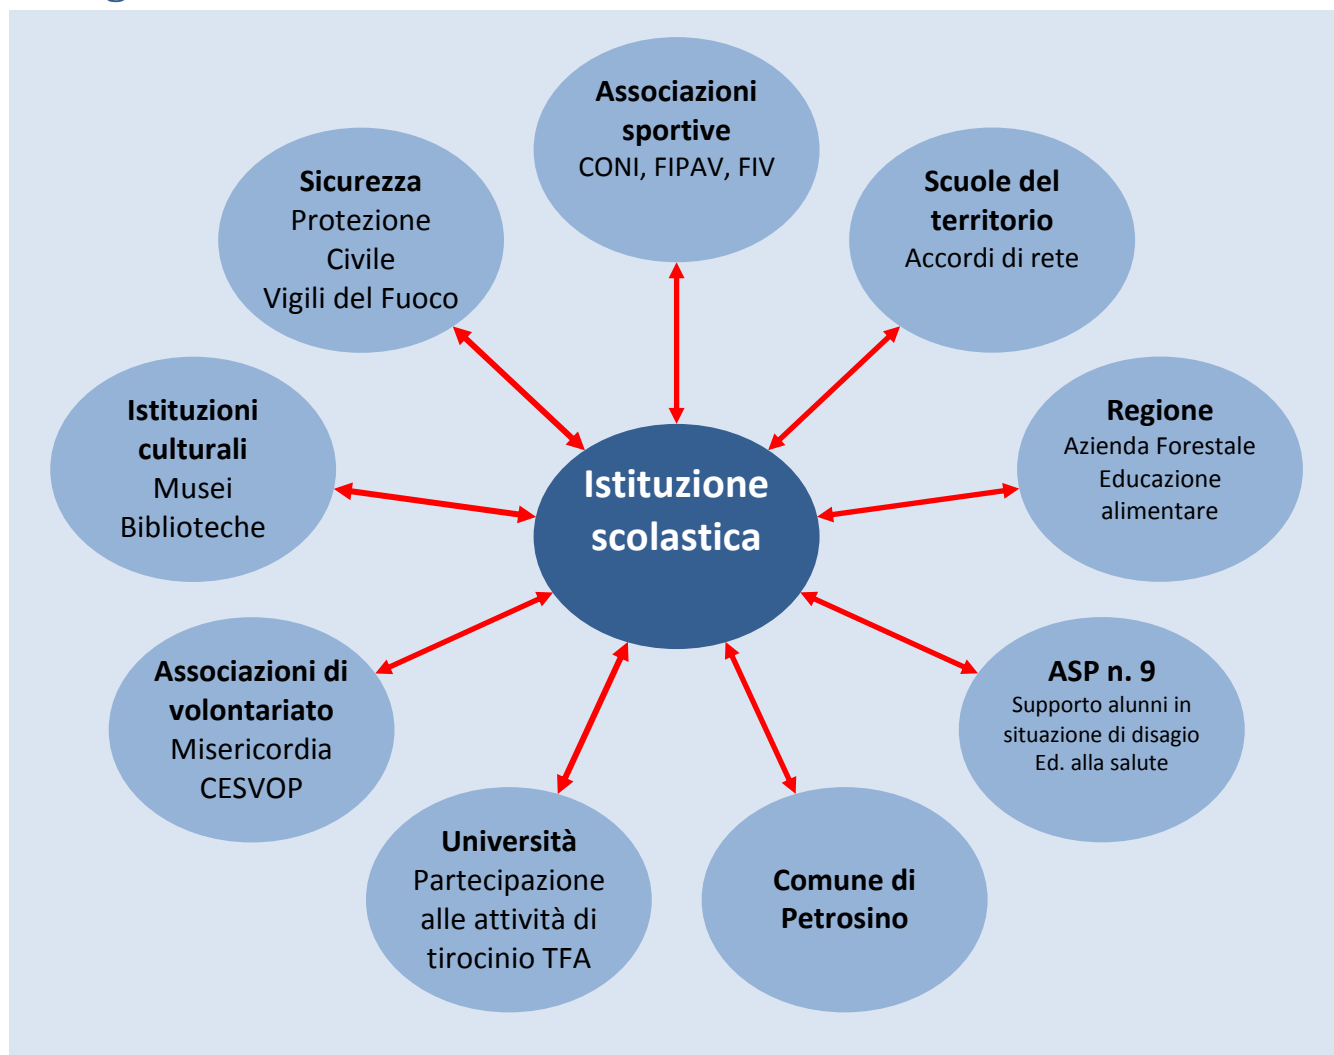 Associazioni
sportive
CONI, FIPAV, FIV
Sicurezza
Protezione
Civile
Vigili del Fuoco
Scuole del
territorio
Accordi di rete
Istituzioni
culturali
Musei
Biblioteche
Regione
Azienda Forestale
Educazione
alimentare
Istituzione
scolastica
Associazioni di
volontariato
Misericordia
CESVOP
ASP n. 9
Supporto alunni in
situazione di disagio
Ed. alla salute
Università
Partecipazione
alle attività di
tirocinio TFA
Comune di
Petrosino